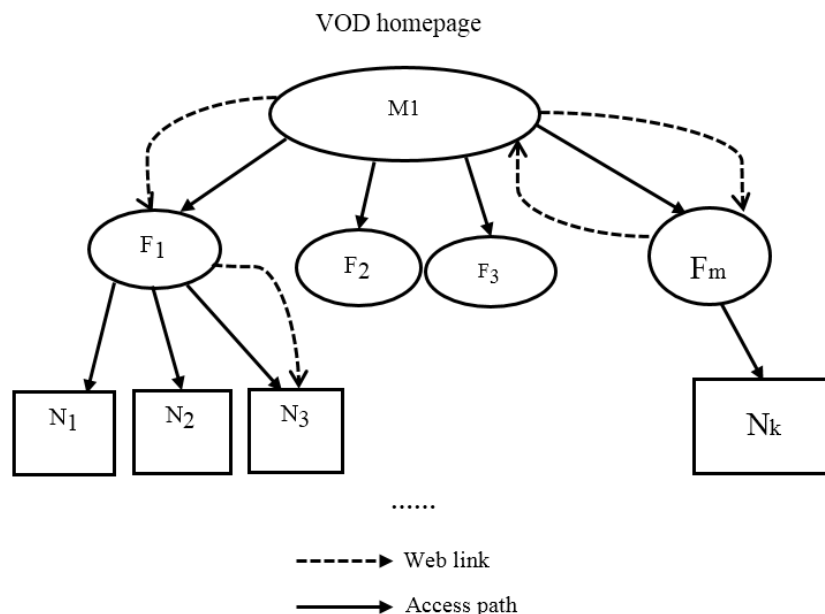 VOD homepage
M1
F1
F2
F3
Fm
N1
N2
N3
Nk
......
Web link
Access path